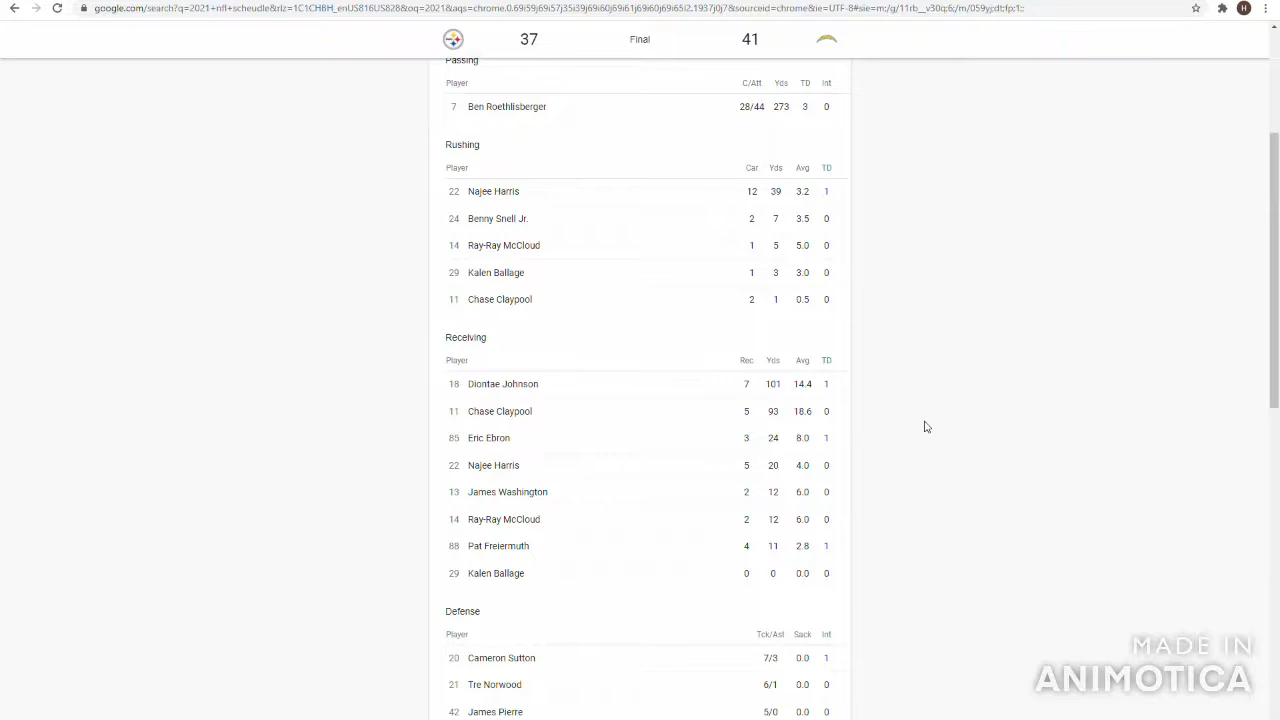 google.com/search?q=2021+nfl+scheudle&rlz=1C1CHBH_enUS816US828&oq=2021&aqs=chrome.0.69i59j69i57j35i39j69i60j69i61j69i60j69i65l2.1937j0j7&sourceid=chrome&ie=UTF-8#sie=m;/g/11rb__v30q;6;/m/059yj;dt;fp;1;;
H
37 Final 41
Passing
Player C/Att Yds TD Int
7 Ben Roethlisberger 28/44 273 3 0
Rushing
Player Car Yds Avg TD
22 Najee Harris 12 39 3.2 1
24 Benny Snell Jr. 2 7 3.5 0
14 Ray-Ray McCloud 1 5 5.0 0
29 Kalen Ballage 1 3 3.0 0
11 Chase Claypool 2 1 0.5 0
Receiving
Player Rec Yds Avg TD
18 Diontae Johnson 7 101 14.4 1
11 Chase Claypool 5 93 18.6 0
85 Eric Ebron 3 24 8.0 1
22 Najee Harris 5 20 4.0 0
13 James Washington 2 12 6.0 0
14 Ray-Ray McCloud 2 12 6.0 0
88 Pat Freiermuth 4 11 2.8 1
29 Kalen Ballage 0 0 0.0 0
Defense
Player Tck/Ast Sack Int
20 Cameron Sutton 7/3 0.0 1
21 Tre Norwood 6/1 0.0 0
42 James Pierre 5/0 0.0 0
MADE IN
ANIMOTICA